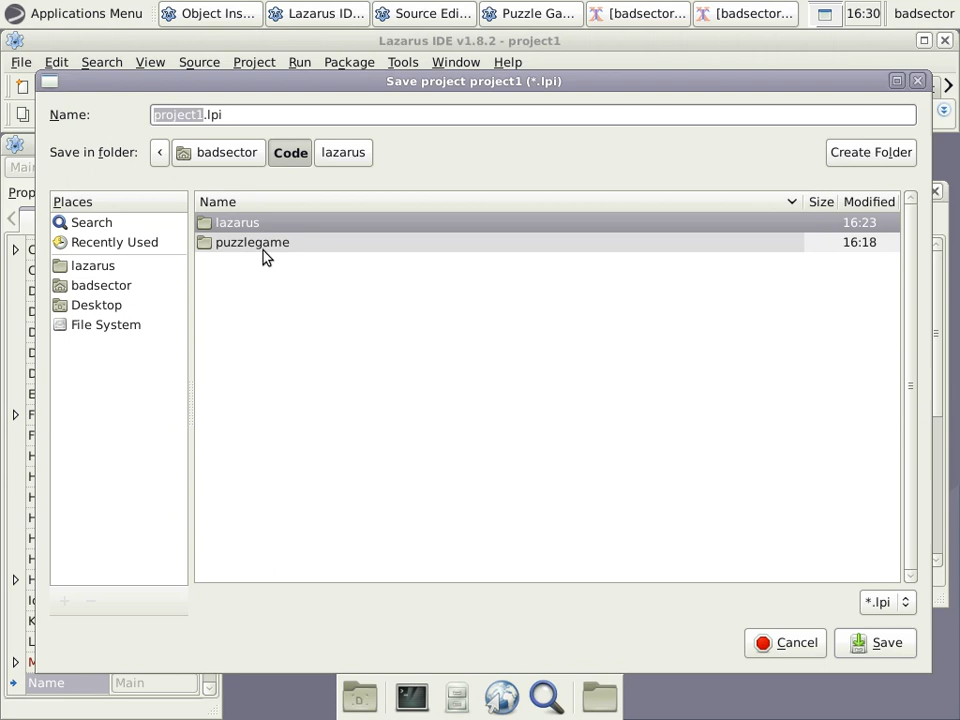 Applications Menu
Object Ins...
Lazarus ID...
Source Edi...
Puzzle Ga...
[badsector...
[badsector...
16:30
badsector
Lazarus IDE v1.8.2 - project1
File Edit Search View Source Project Run Package Tools Window Help
Save project project1 (*.lpi)
Name:
project1.lpi
Save in folder:
<
badsector
Code
lazarus
Create Folder
Places
Search
Recently Used
lazarus
badsector
Desktop
File System
Name
Size
Modified
lazarus
16:23
puzzlegame
16:18
*.lpi
Cancel
Save
Name
Main